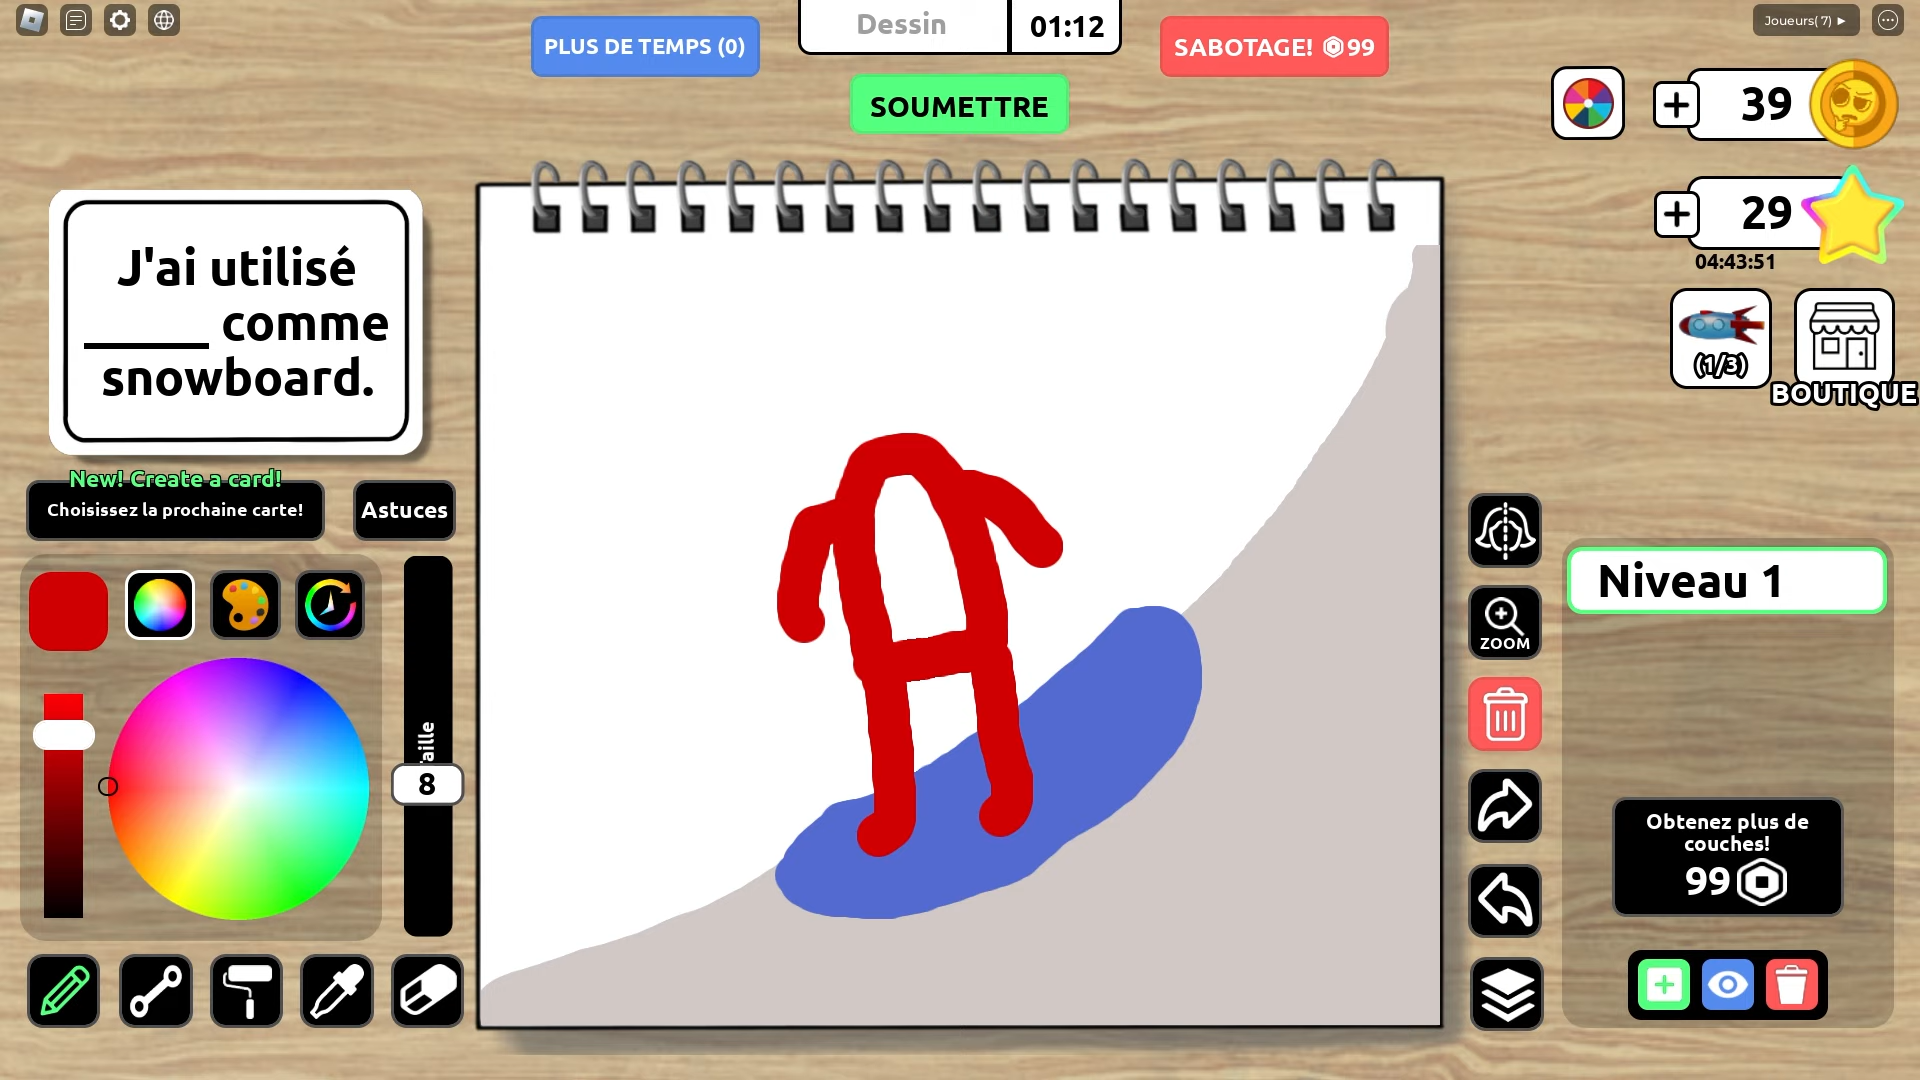 Joueurs( 7) ►
PLUS DE TEMPS (0)
Dessin
01:12
SABOTAGE! 99
SOUMETTRE
39
29
04:43:51
(1/3)
BOUTIQUE
J'ai utilisé
_____ comme
snowboard.
New! Create a card!
Choisissez la prochaine carte!
Astuces
Taille
8
ZOOM
Niveau 1
Obtenez plus de
couches!
99